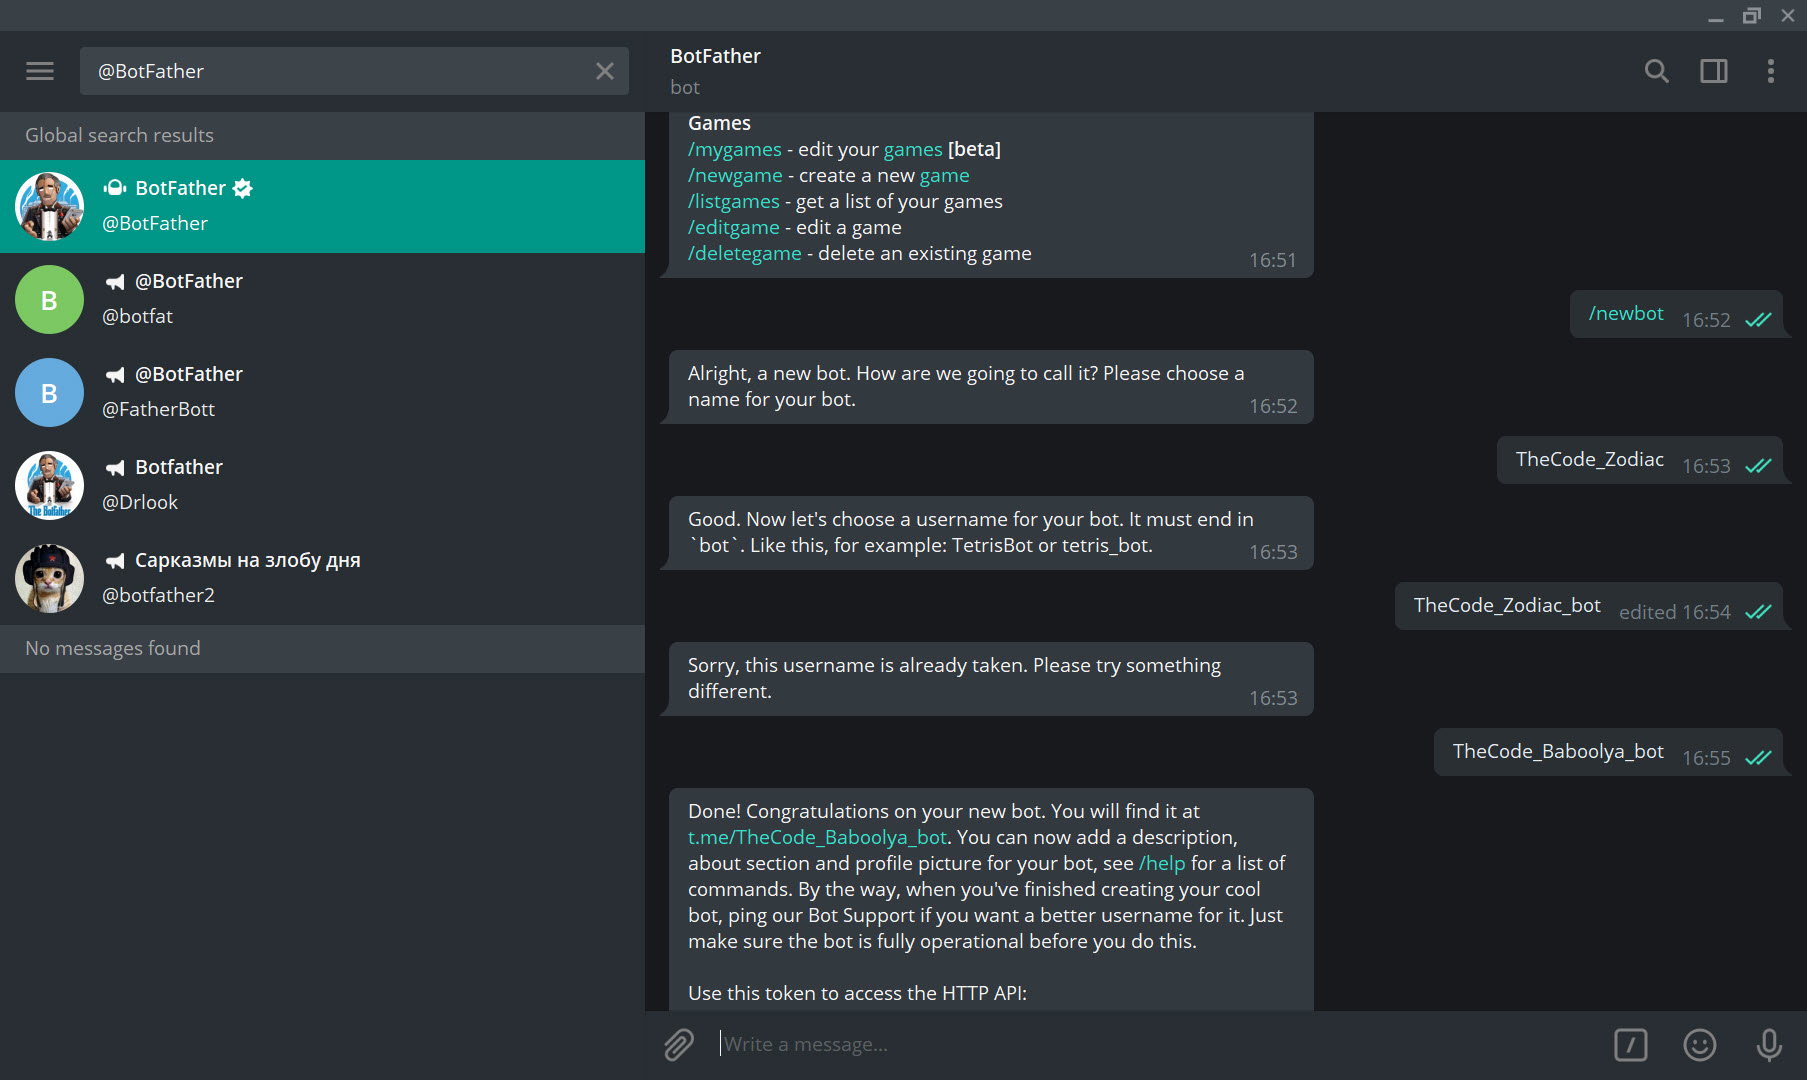 @BotFather
Global search results
BotFather
@BotFather
B
@BotFather
@botfat
B
@BotFather
@FatherBott
The Botfather
Botfather
@Drlook
Сарказмы на злобу дня
@botfather2
No messages found
BotFather
bot
Games
/mygames - edit your games [beta]
/newgame - create a new game
/listgames - get a list of your games
/editgame - edit a game
/deletegame - delete an existing game
16:51
/newbot 16:52
Alright, a new bot. How are we going to call it? Please choose a
name for your bot.
16:52
TheCode_Zodiac 16:53
Good. Now let's choose a username for your bot. It must end in
`bot`. Like this, for example: TetrisBot or tetris_bot.
16:53
TheCode_Zodiac_bot edited 16:54
Sorry, this username is already taken. Please try something
different.
16:53
TheCode_Baboolya_bot 16:55
Done! Congratulations on your new bot. You will find it at
t.me/TheCode_Baboolya_bot. You can now add a description,
about section and profile picture for your bot, see /help for a list of
commands. By the way, when you've finished creating your cool
bot, ping our Bot Support if you want a better username for it. Just
make sure the bot is fully operational before you do this.
Use this token to access the HTTP API:
Write a message...